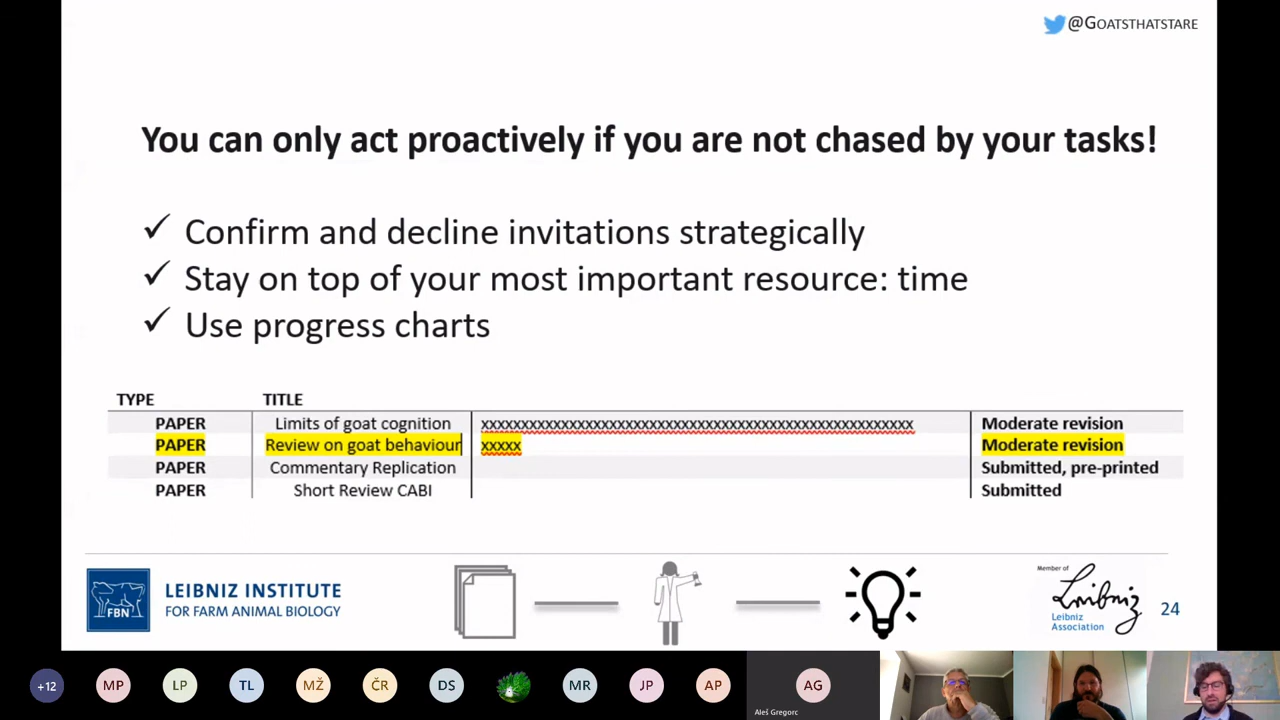 @GOATSTHATSTARE
You can only act proactively if you are not chased by your tasks!
✓ Confirm and decline invitations strategically
✓ Stay on top of your most important resource: time
✓ Use progress charts
TYPE TITLE
PAPER Limits of goat cognition xxxxxxxxxxxxxxxxxxxxxxxxxxxxxxxxxxxxxxxxxxxxxxxxxxxxxx Moderate revision
PAPER Review on goat behaviour xxxxx Moderate revision
PAPER Commentary Replication Submitted, pre-printed
PAPER Short Review CABI Submitted
FBN
LEIBNIZ INSTITUTE
FOR FARM ANIMAL BIOLOGY
Member of
Leibniz
Leibniz
Association
24
+12 MP LP TL MŽ ČR DS MR JP AP AG
Aleš Gregorc